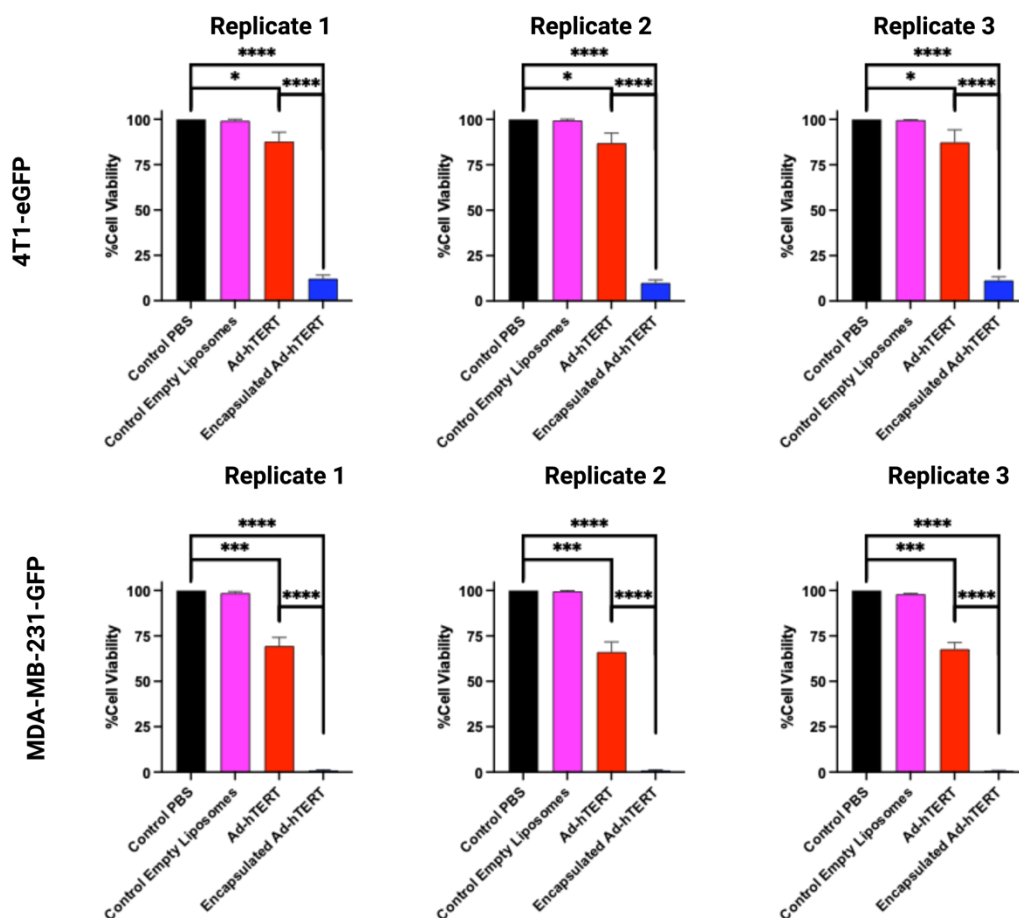 Replicate 1
Replicate 2
Replicate 3
4T1-eGFP
****
*
****
%Cell Viability
100
75
50
25
0
Control PBS
Control Empty Liposomes
Ad-hTERT
Encapsulated Ad-hTERT
****
*
****
%Cell Viability
100
75
50
25
0
Control PBS
Control Empty Liposomes
Ad-hTERT
Encapsulated Ad-hTERT
****
*
****
%Cell Viability
100
75
50
25
0
Control PBS
Control Empty Liposomes
Ad-hTERT
Encapsulated Ad-hTERT
Replicate 1
Replicate 2
Replicate 3
MDA-MB-231-GFP
****
***
****
%Cell Viability
100
75
50
25
0
Control PBS
Control Empty Liposomes
Ad-hTERT
Encapsulated Ad-hTERT
****
***
****
%Cell Viability
100
75
50
25
0
Control PBS
Control Empty Liposomes
Ad-hTERT
Encapsulated Ad-hTERT
****
***
****
%Cell Viability
100
75
50
25
0
Control PBS
Control Empty Liposomes
Ad-hTERT
Encapsulated Ad-hTERT